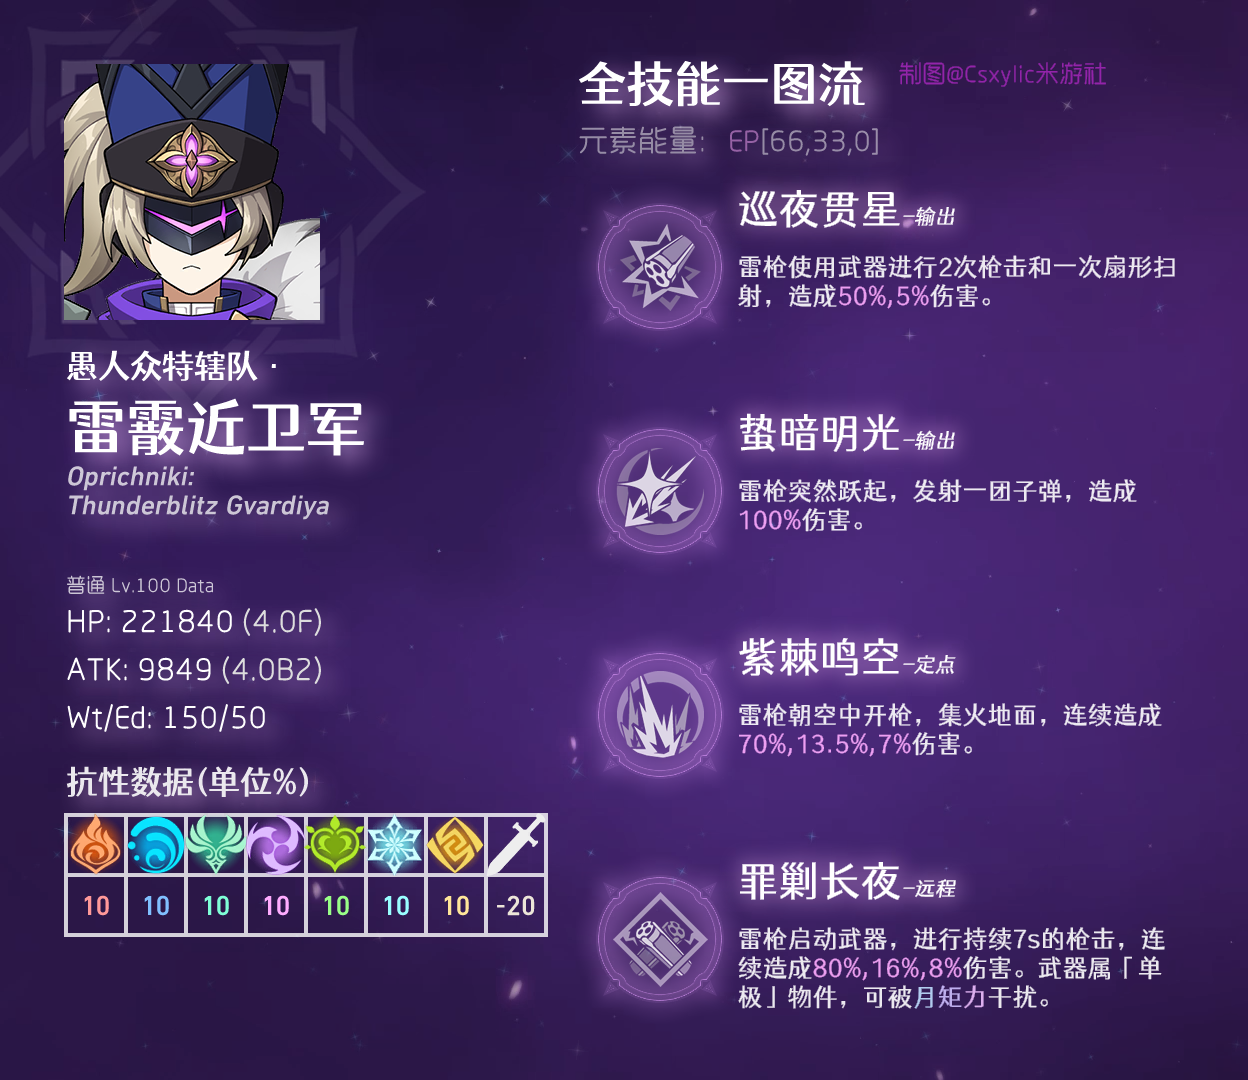 全技能一图流
制图@Csxylic米游社
元素能量: EP[66,33,0]
愚人众特辖队·
雷霰近卫军
Oprichniki:
Thunderblitz Gvardiya
普通 Lv.100 Data
HP: 221840 (4.0F)
ATK: 9849 (4.0B2)
Wt/Ed: 150/50
抗性数据(单位%)
10 10 10 10 10 10 10 -20
巡夜贯星-输出
雷枪使用武器进行2次枪击和一次扇形扫
射，造成50%,5%伤害。
蛰暗明光-输出
雷枪突然跃起，发射一团子弹，造成
100%伤害。
紫棘鸣空-定点
雷枪朝空中开枪，集火地面，连续造成
70%,13.5%,7%伤害。
罪剿长夜-远程
雷枪启动武器，进行持续7s的枪击，连
续造成80%,16%,8%伤害。武器属「单
极」物件，可被月矩力干扰。